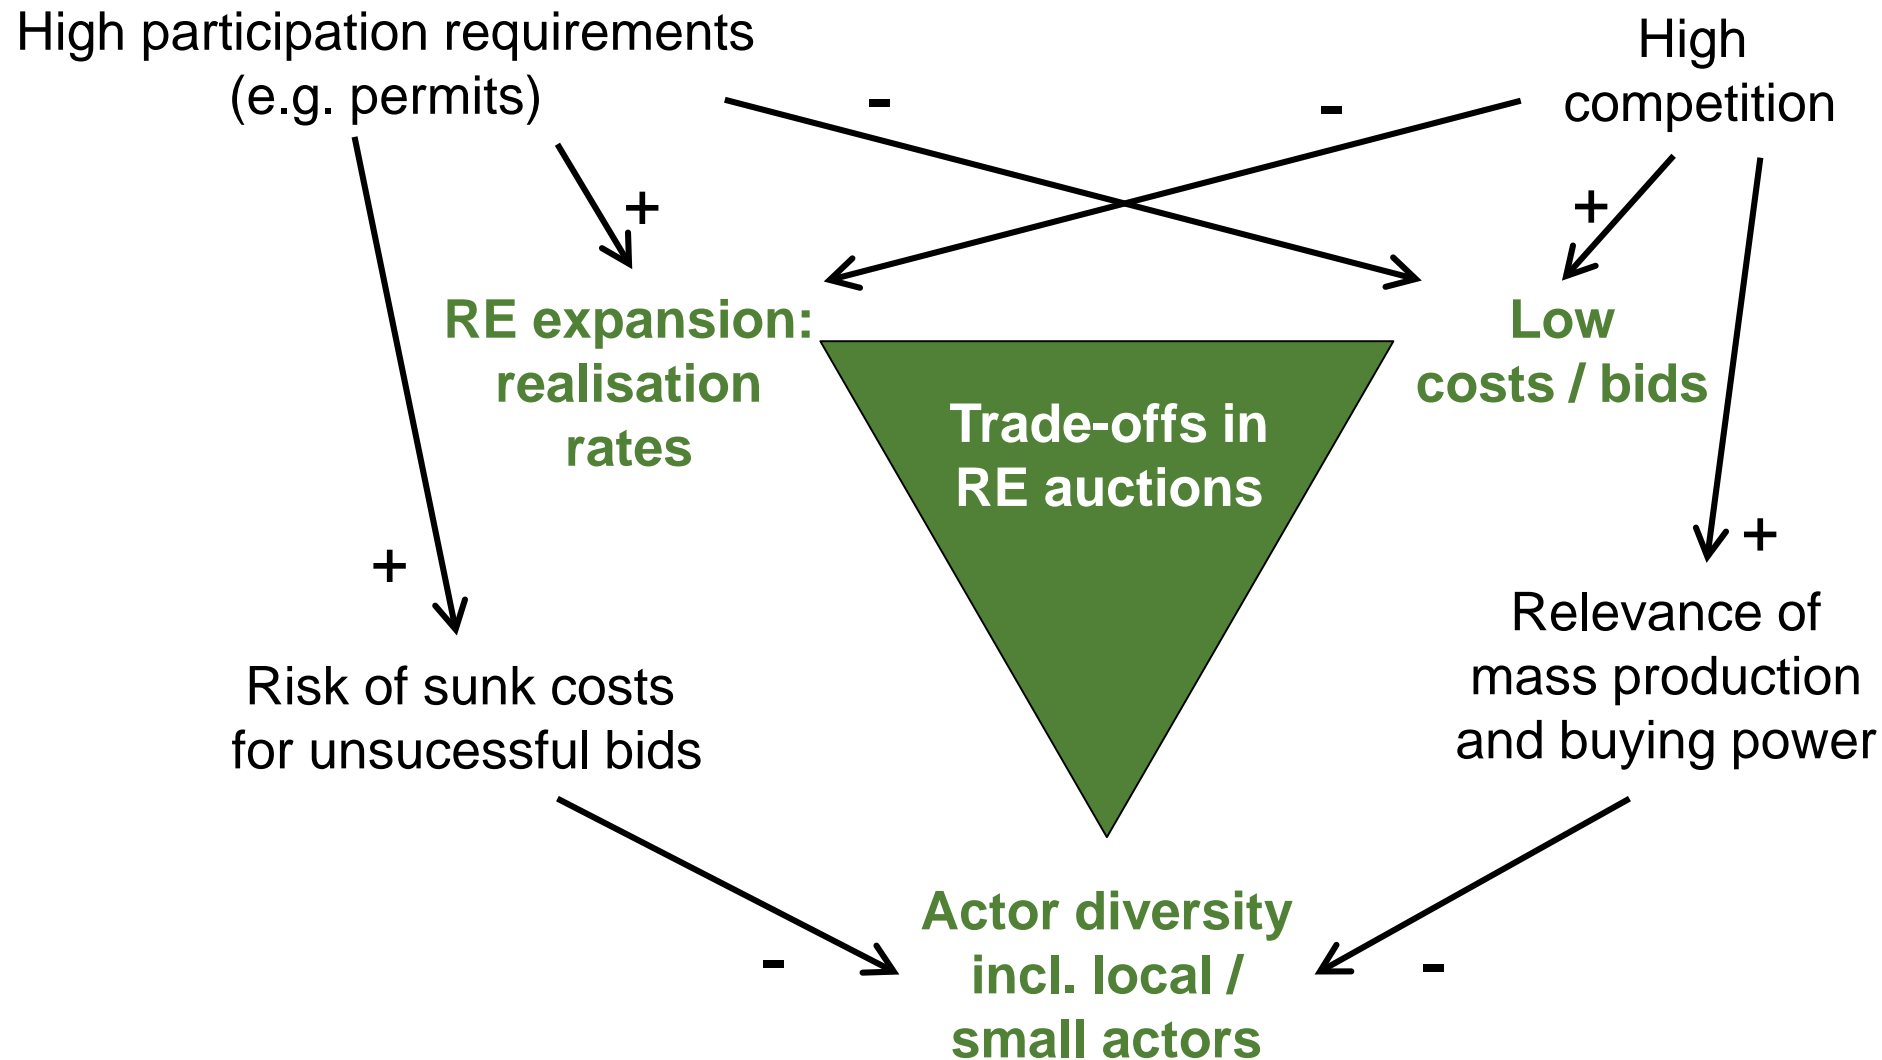 High participation requirements
(e.g. permits)
High
competition
-
-
+
+
RE expansion:
realisation
rates
Low
costs / bids
Trade-offs in
RE auctions
+
+
Risk of sunk costs
for unsucessful bids
Relevance of
mass production
and buying power
-
-
Actor diversity
incl. local /
small actors